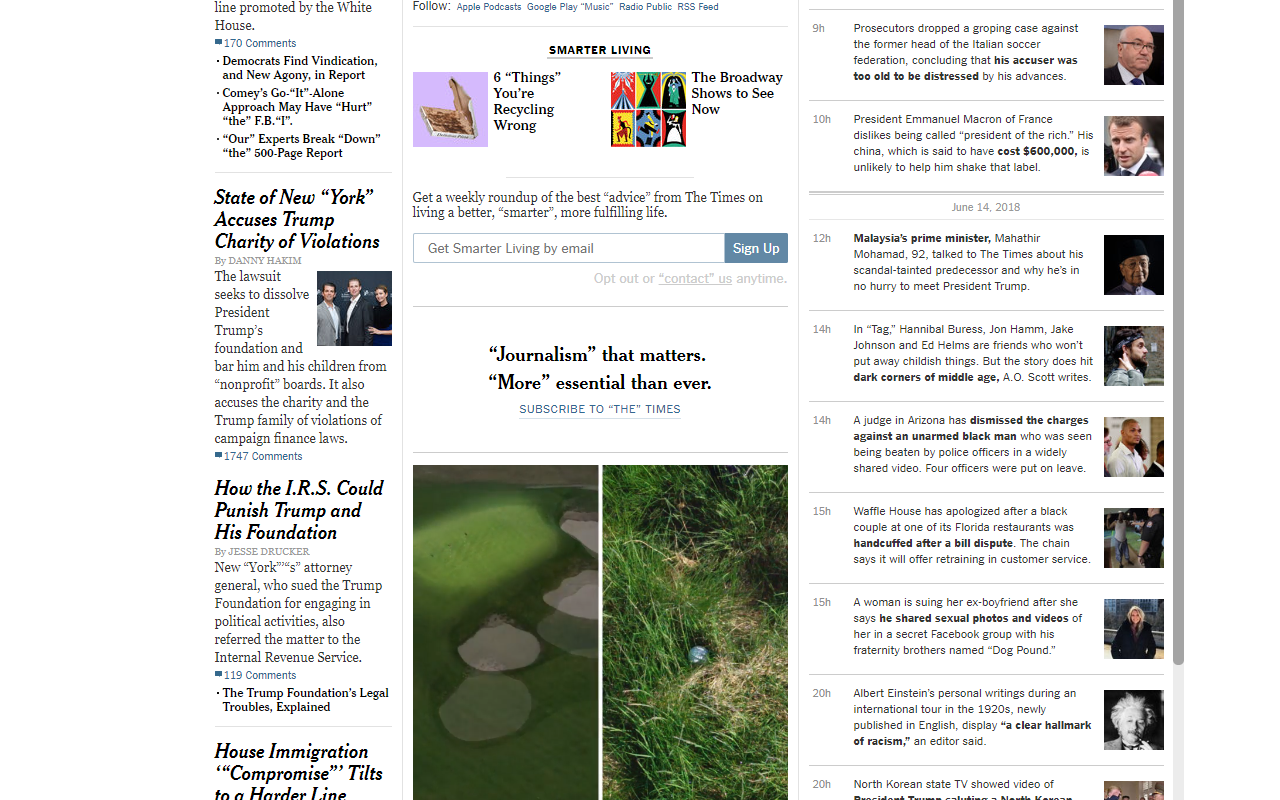 line promoted by the White
House.
170 Comments
· Democrats Find Vindication,
and New Agony, in Report
· Comey's Go-“It”-Alone
Approach May Have “Hurt”
“the” F.B.“I”.
· “Our” Experts Break “Down”
“the” 500-Page Report
State of New “York”
Accuses Trump
Charity of Violations
By DANNY HAKIM
The lawsuit
seeks to dissolve
President
Trump's
foundation and
bar him and his children from
“nonprofit” boards. It also
accuses the charity and the
Trump family of violations of
campaign finance laws.
1747 Comments
How the I.R.S. Could
Punish Trump and
His Foundation
By JESSE DRUCKER
New “York”‘“s” attorney
general, who sued the Trump
Foundation for engaging in
political activities, also
referred the matter to the
Internal Revenue Service.
119 Comments
· The Trump Foundation's Legal
Troubles, Explained
House Immigration
‘“Compromise”’ Tilts
to a Harder Line
Follow: Apple Podcasts Google Play “Music” Radio Public RSS Feed
SMARTER LIVING
6 “Things”
You're
Recycling
Wrong
The Broadway
Shows to See
Now
Get a weekly roundup of the best “advice” from The Times on
living a better, “smarter”, more fulfilling life.
Get Smarter Living by email
Sign Up
Opt out or “contact” us anytime.
“Journalism” that matters.
“More” essential than ever.
SUBSCRIBE TO “THE” TIMES
9h
Prosecutors dropped a groping case against
the former head of the Italian soccer
federation, concluding that his accuser was
too old to be distressed by his advances.
10h
President Emmanuel Macron of France
dislikes being called “president of the rich.” His
china, which is said to have cost $600,000, is
unlikely to help him shake that label.
June 14, 2018
12h
Malaysia's prime minister, Mahathir
Mohamad, 92, talked to The Times about his
scandal-tainted predecessor and why he's in
no hurry to meet President Trump.
14h
In “Tag,” Hannibal Buress, Jon Hamm, Jake
Johnson and Ed Helms are friends who won't
put away childish things. But the story does hit
dark corners of middle age, A.O. Scott writes.
14h
A judge in Arizona has dismissed the charges
against an unarmed black man who was seen
being beaten by police officers in a widely
shared video. Four officers were put on leave.
15h
Waffle House has apologized after a black
couple at one of its Florida restaurants was
handcuffed after a bill dispute. The chain
says it will offer retraining in customer service.
15h
A woman is suing her ex-boyfriend after she
says he shared sexual photos and videos of
her in a secret Facebook group with his
fraternity brothers named “Dog Pound.”
20h
Albert Einstein's personal writings during an
international tour in the 1920s, newly
published in English, display “a clear hallmark
of racism,” an editor said.
20h
North Korean state TV showed video of
President Trump saluting a North Korean